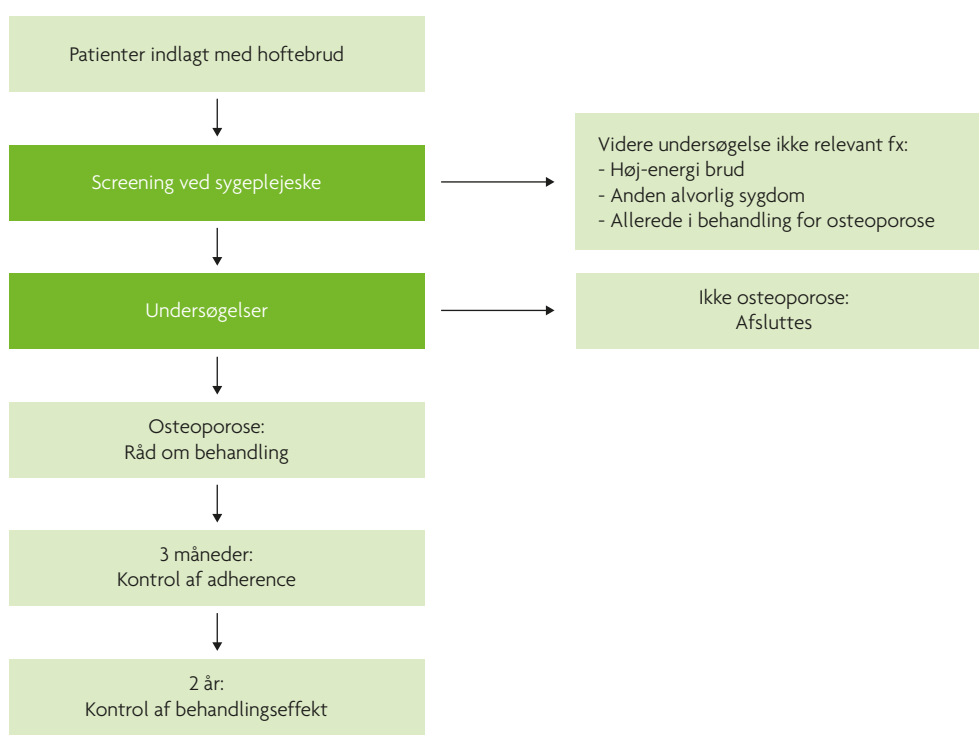 Patienter indlagt med hoftebrud
Screening ved sygeplejeske
Videre undersøgelse ikke relevant fx:
- Høj-energi brud
- Anden alvorlig sygdom
- Allerede i behandling for osteoporose
Undersøgelser
Ikke osteoporose:
Afsluttes
Osteoporose:
Råd om behandling
3 måneder:
Kontrol af adherence
2 år:
Kontrol af behandlingseffekt